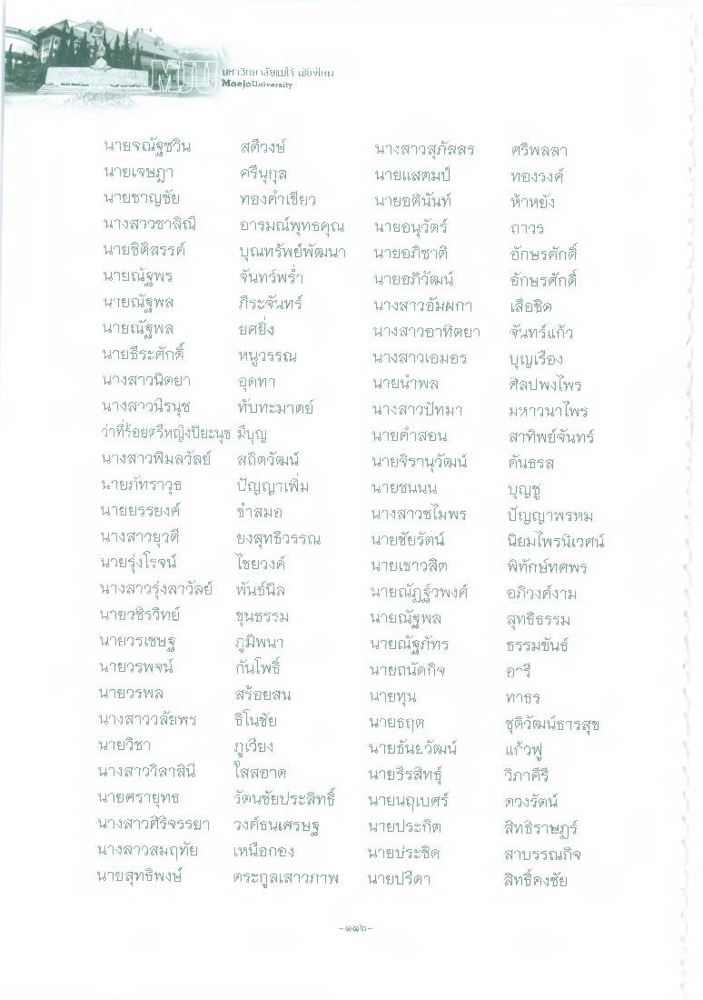 MJU
มหาวิทยาลัยแม่โจ้ เชียงใหม่
Maejo University
นายจณัฐชวิน สตีวงษ์
นายเจษฎา ศรีนุกูล
นายชาญชัย ทองคำเขียว
นางสาวชาลิณี อารมณ์พุทธคุณ
นายชิติสรรค์ บุณทรัพย์พัฒนา
นายณัฐพร จันทร์พร่ำ
นายณัฐพล ภีระจันทร์
นายณัฐพล ยศยิ่ง
นายธีระศักดิ์ หนูวรรณ
นางสาวนิตยา อุดทา
นางสาวนีรนุช ทับทะมาตย์
ว่าที่ร้อยตรีหญิงปิยะนุช มีบุญ
นางสาวพิมลวัลย์ สถิตวัฒน์
นายภัทราวุธ ปัญญาเพิ่ม
นายยรรยงค์ ขำสมอ
นางสาวยุวดี ยงสุทธิวรรณ
นายรุ่งโรจน์ ไชยวงค์
นางสาวรุ่งลาวัลย์ พันธ์นิล
นายวชิรวิทย์ ขุนธรรม
นายวรเชษฐ ภูมิพนา
นายวรพจน์ กันโพธิ์
นายวรพล สร้อยสน
นางสาววลัยพร ธิโนชัย
นายวิชา ภูเวียง
นางสาววิลาสินี ใสสอาด
นายศรายุทธ รัตนชัยประสิทธิ์
นางสาวศิริจรรยา วงค์ธนเศรษฐ
นางสาวสมฤทัย เหนือกอง
นายสุทธิพงษ์ ตระกูลเสาวภาพ
นางสาวสุภัสสร ศรีพลลา
นายแสตมป์ ทองรงค์
นายอตินันท์ ห้าหยัง
นายอนุวัตร์ ถาวร
นายอภิชาติ อักษรศักดิ์
นายอภิวัฒน์ อักษรศักดิ์
นางสาวอัมผกา เสือชิด
นางสาวอาทิตยา จันทร์แก้ว
นางสาวเอมอร บุญเรือง
นายนำพล ศิลปพงไพร
นางสาวปัทมา มหาวนาไพร
นายคำสอน สาทิพย์จันทร์
นายจิรานุวัฒน์ คันธรส
นายชนนน บุญชู
นางสาวชไมพร ปัญญาพรหม
นายชัยรัตน์ นิยมไพรนิเวศน์
นายเชาวสิต พิทักษ์ทศพร
นายณัฏฐ์วพงศ์ อภิวงค์งาม
นายณัฐพล สุทธิธรรม
นายณัฐภัทร ธรรมขันธ์
นายถนัดกิจ อารี
นายทุน ทาธร
นายธฤต ชุติวัฒน์ธารสุข
นายธันยวัฒน์ แก้วฟู
นายธีรสิทธุ์ วิภาคีรี
นายนฤเบศร์ ดวงรัตน์
นายประกิต สิทธิราษฏร์
นายประชิด สาบรรณกิจ
นายปรีดา สิทธิ์คงชัย
-๑๑๖-